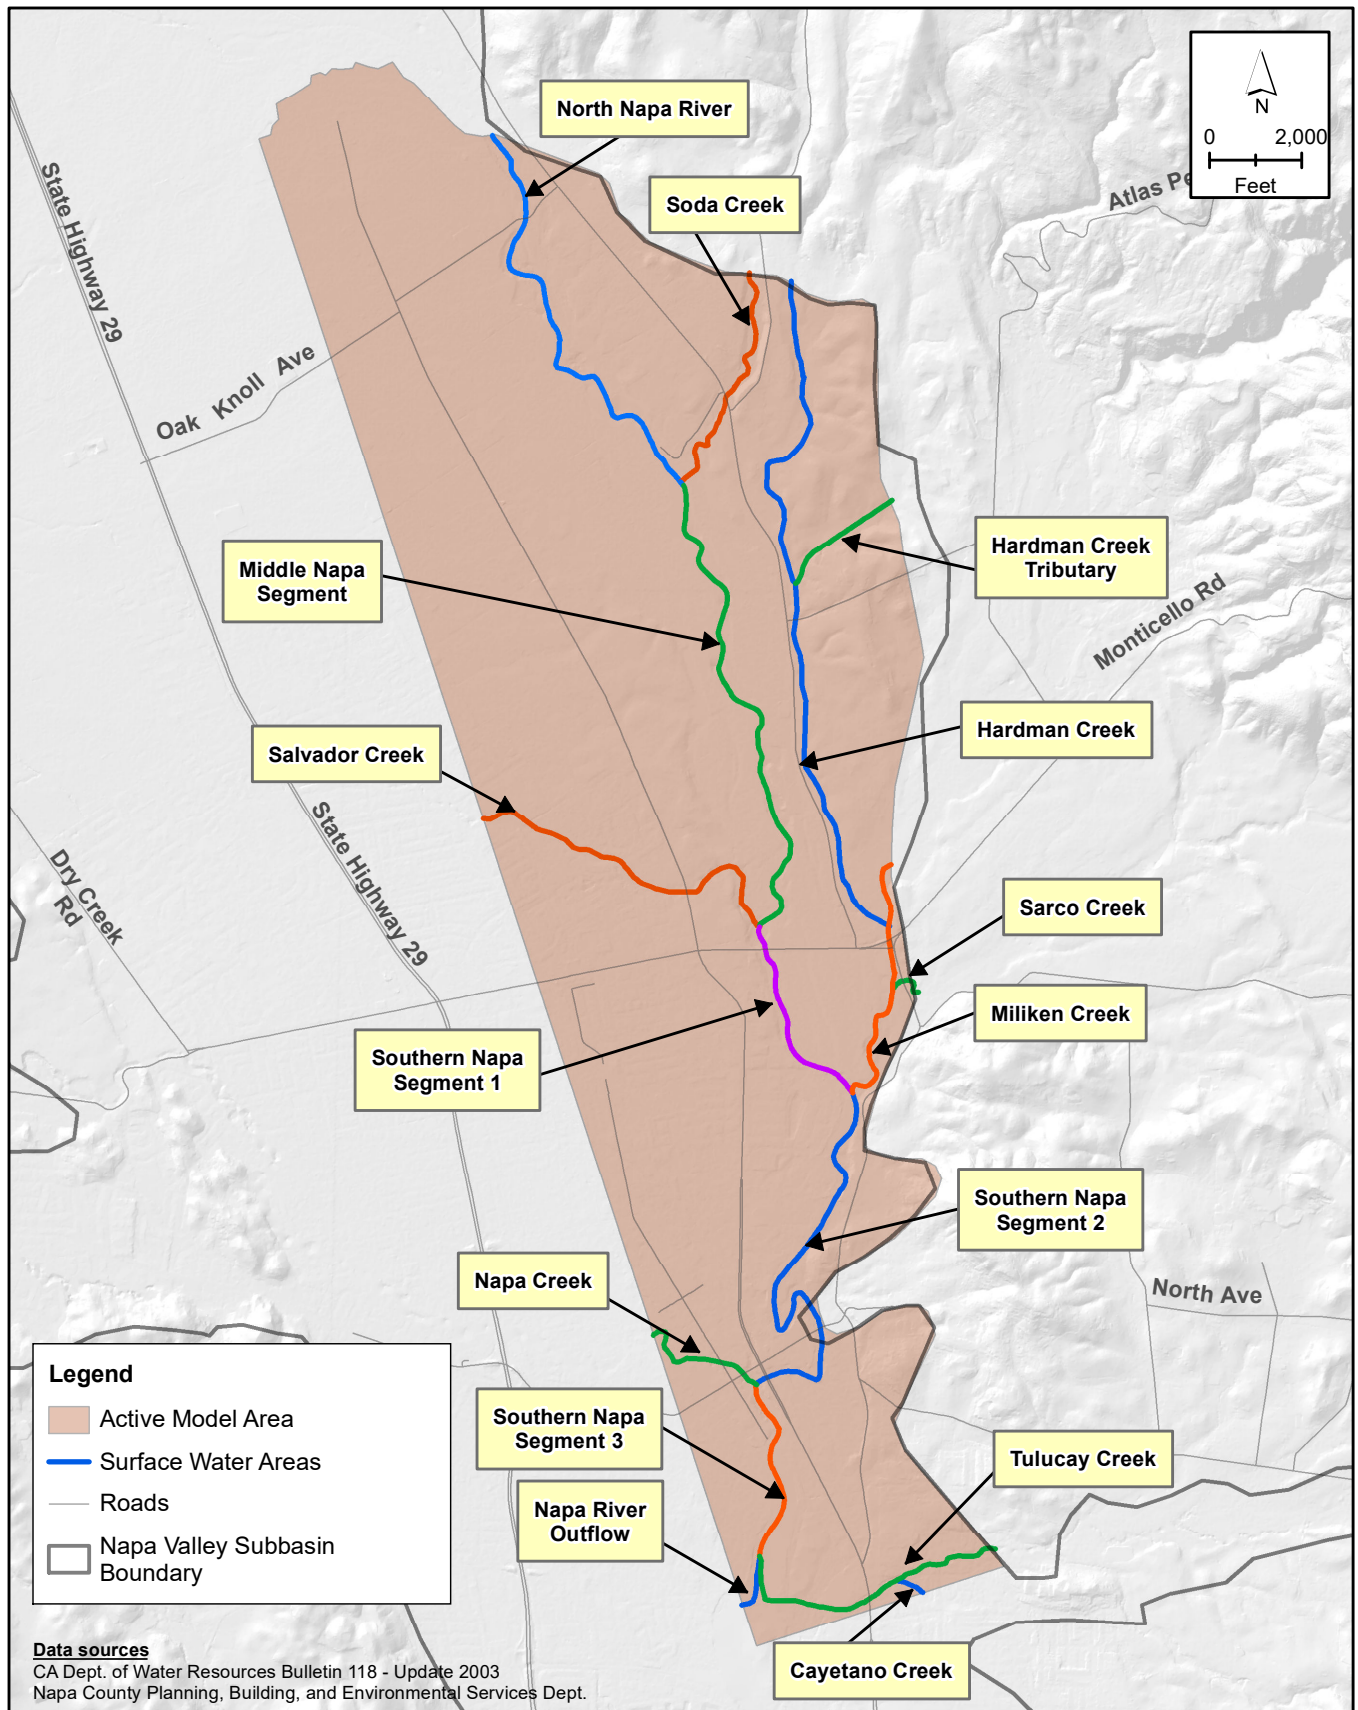 North Napa River
N
0 2,000
Feet
Soda Creek
Atlas Pe
State Highway 29
Oak Knoll Ave
Hardman Creek
Tributary
Middle Napa
Segment
Monticello Rd
Hardman Creek
Salvador Creek
State Highway 29
Dry Creek
Rd
Sarco Creek
Miliken Creek
Southern Napa
Segment 1
Southern Napa
Segment 2
Napa Creek
North Ave
Legend
Active Model Area
Surface Water Areas
Roads
Napa Valley Subbasin
Boundary
Southern Napa
Segment 3
Tulucay Creek
Napa River
Outflow
Cayetano Creek
Data sources
CA Dept. of Water Resources Bulletin 118 - Update 2003
Napa County Planning, Building, and Environmental Services Dept.